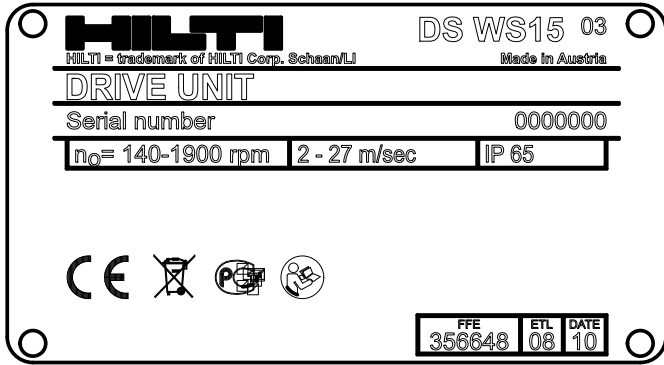 HILTI DS WS15 03
HILTI = trademark of HILTI Corp. Schaan/LI Made in Austria
DRIVE UNIT
Serial number 0000000
n0= 140-1900 rpm 2 - 27 m/sec IP 65
CE PG
FFE ETL DATE
356648 08 10